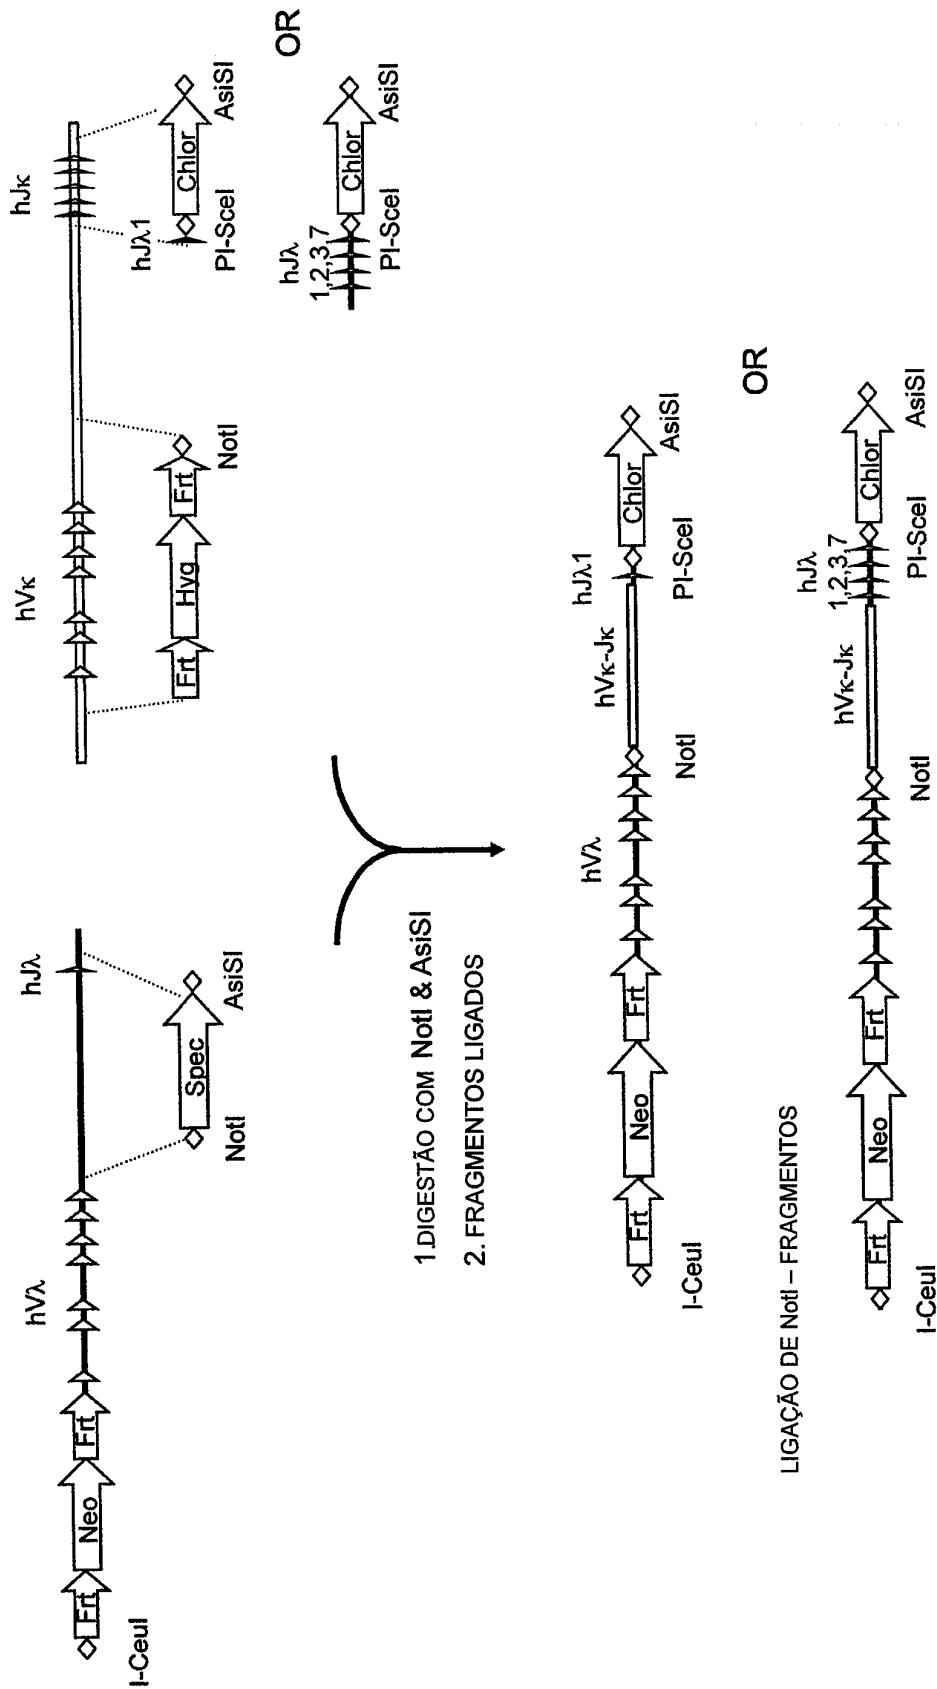 hVλ
hJλ
Frt
Neo
Frt
I-CeuI
Spec
NotI
AsiSI
hVκ
hJκ
Frt
Hyg
Frt
NotI
hJλ1
Chlor
PI-SceI
AsiSI
OR
hJλ
1,2,3,7
Chlor
PI-SceI
AsiSI
1.DIGESTÃO COM NotI & AsiSI
2. FRAGMENTOS LIGADOS
Frt
Neo
Frt
I-CeuI
hVλ
NotI
hVκ-Jκ
hJλ1
Chlor
PI-SceI
AsiSI
OR
LIGAÇÃO DE NotI – FRAGMENTOS
Frt
Neo
Frt
I-CeuI
NotI
hVκ-Jκ
hJλ
1,2,3,7
Chlor
PI-SceI
AsiSI